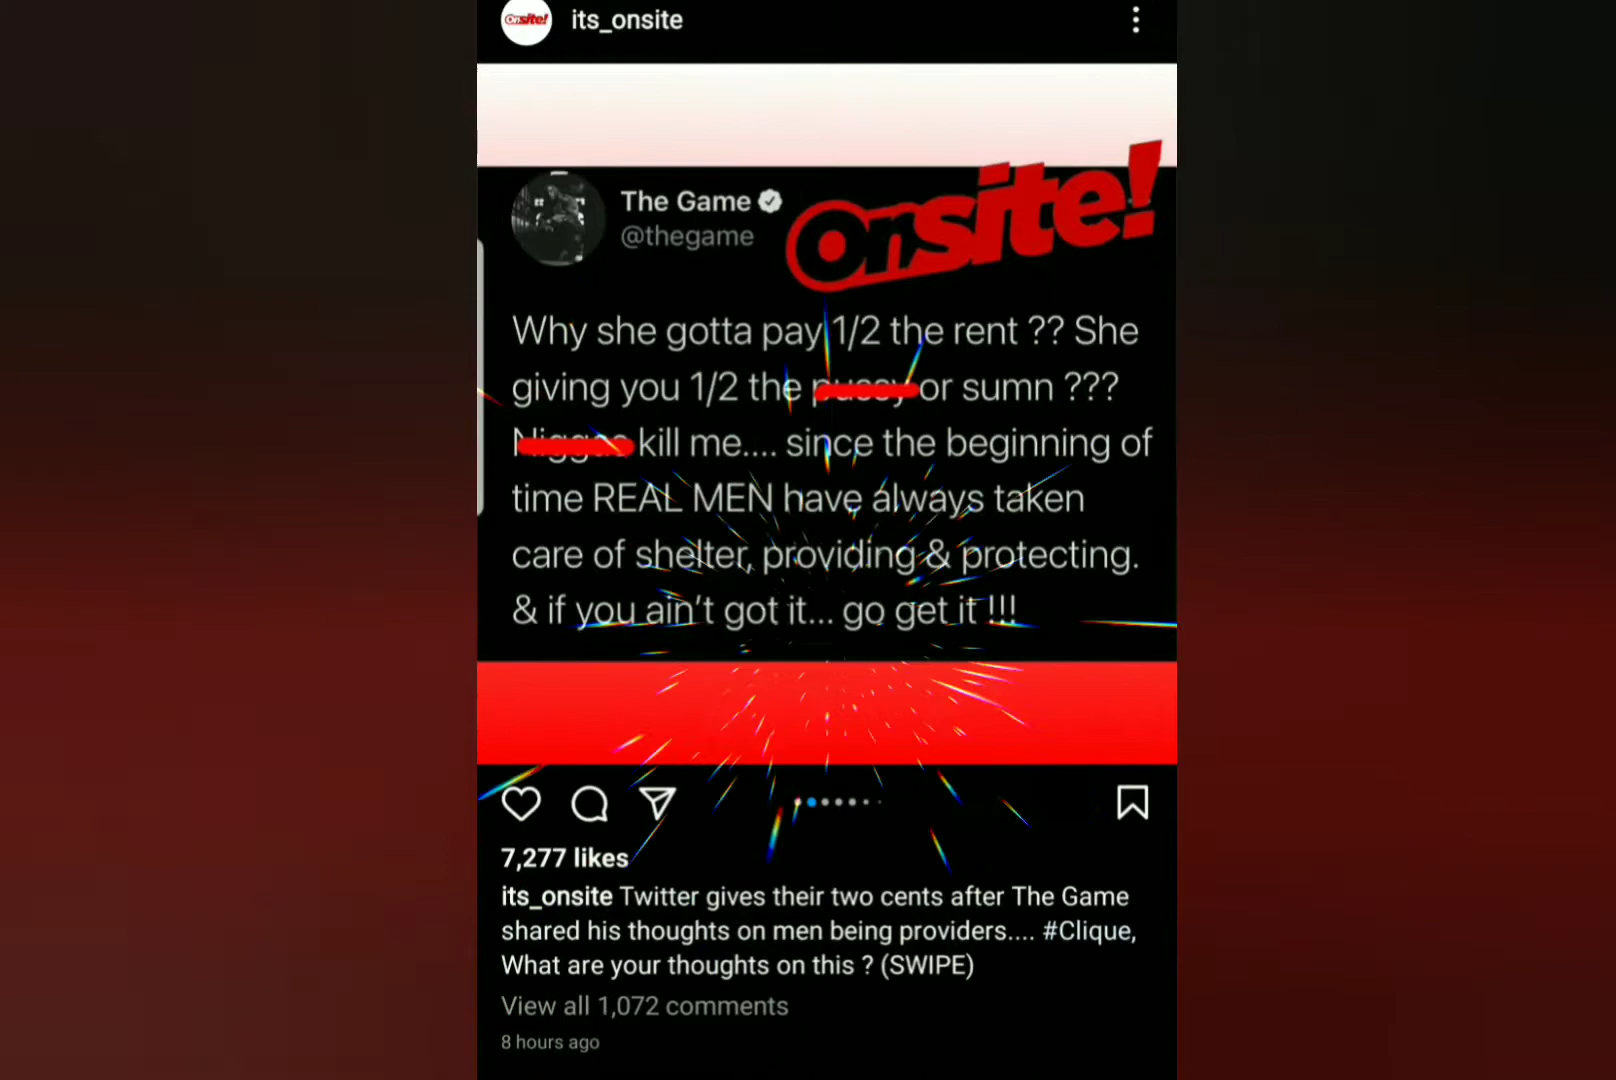 Onsite!
its_onsite
Onsite!
The Game
@thegame
Why she gotta pay 1/2 the rent ?? She
giving you 1/2 the pussy or sumn ???
Niggas kill me.... since the beginning of
time REAL MEN have always taken
care of shelter, providing & protecting.
& if you ain't got it... go get it !!!
7,277 likes
its_onsite Twitter gives their two cents after The Game
shared his thoughts on men being providers.... #Clique,
What are your thoughts on this ? (SWIPE)
View all 1,072 comments
8 hours ago